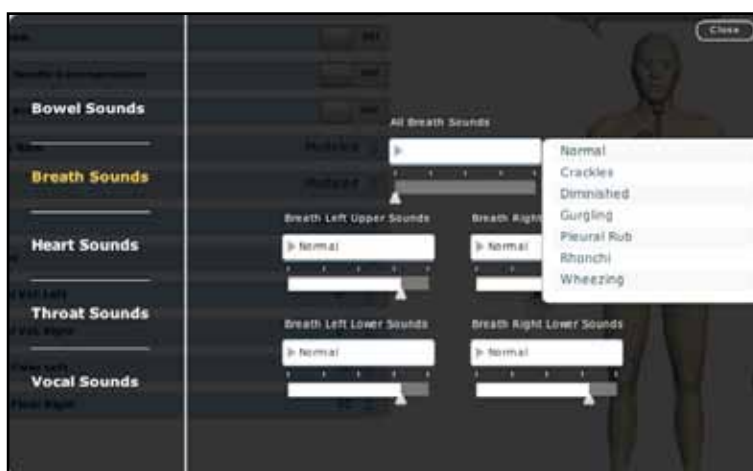 Close
Bowel Sounds
Breath Sounds
Heart Sounds
Throat Sounds
Vocal Sounds
All Breath Sounds
Normal
Crackles
Diminished
Gurgling
Pleural Rub
Rhonchi
Wheezing
Breath Left Upper Sounds
Normal
Breath Right
Normal
Breath Left Lower Sounds
Normal
Breath Right Lower Sounds
Normal